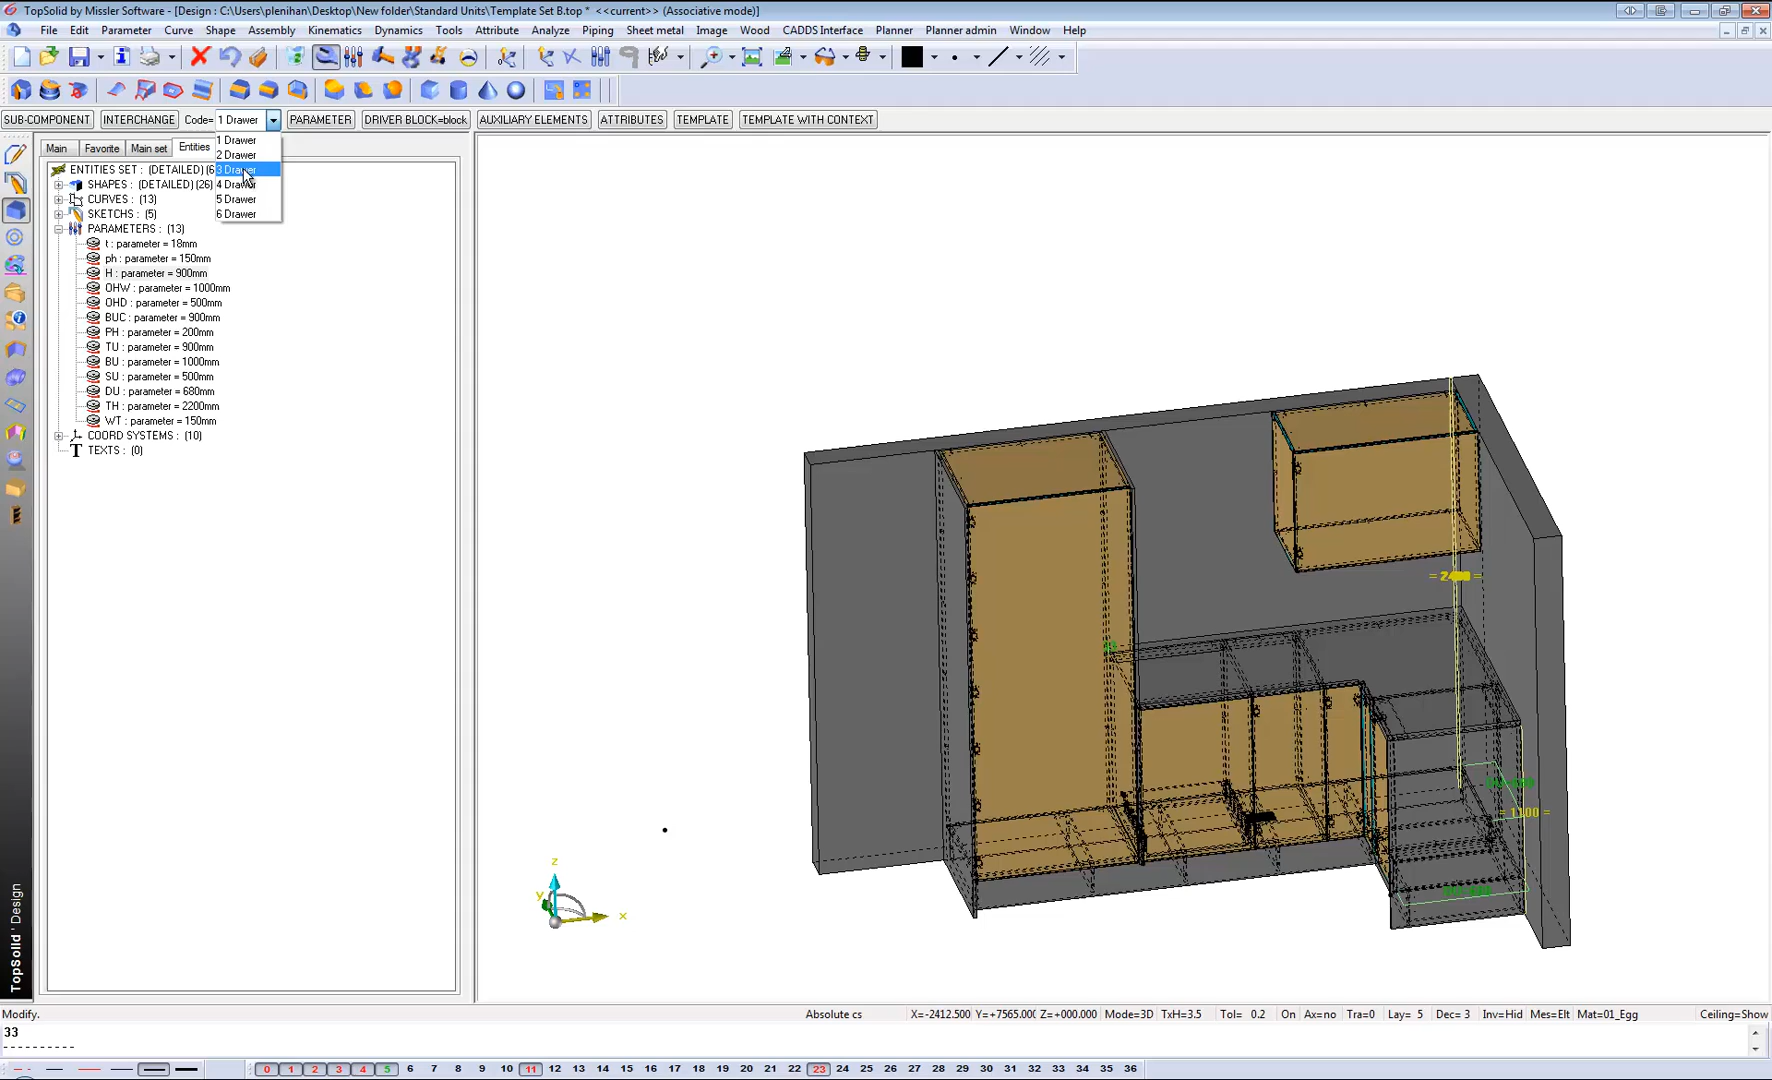 TopSolid by Missler Software - [Design : C:\Users\plenihan\Desktop\New folder\Standard Units\Template Set B.top * <<current>> (Associative mode)]
File Edit Parameter Curve Shape Assembly Kinematics Dynamics Tools Attribute Analyze Piping Sheet metal Image Wood CADDS Interface Planner Planner admin Window Help
SUB-COMPONENT INTERCHANGE Code= 1 Drawer PARAMETER DRIVER BLOCK=block AUXILIARY ELEMENTS ATTRIBUTES TEMPLATE TEMPLATE WITH CONTEXT
1 Drawer
2 Drawer
3 Drawer
4 Drawer
5 Drawer
6 Drawer
Main Favorite Main set Entities
ENTITIES SET : (DETAILED) (6
SHAPES : (DETAILED) (26)
CURVES : (13)
SKETCHS : (5)
PARAMETERS : (13)
t : parameter = 18mm
ph : parameter = 150mm
H : parameter = 900mm
OHW : parameter = 1000mm
OHD : parameter = 500mm
BUC : parameter = 900mm
PH : parameter = 200mm
TU : parameter = 900mm
BU : parameter = 1000mm
SU : parameter = 500mm
DU : parameter = 680mm
TH : parameter = 2200mm
WT : parameter = 150mm
COORD SYSTEMS : (10)
TEXTS : (0)
= 1100 =
z
y
x
TopSolid'Design
Modify. Absolute cs X=-2412.500 Y=+7565.000 Z=+000.000 Mode=3D TxH=3.5 Tol= 0.2 On Ax=no Tra=0 Lay= 5 Dec= 3 Inv=Hid Mes=Elt Mat=01_Egg Ceiling=Show
33
----------
0 1 2 3 4 5 6 7 8 9 10 11 12 13 14 15 16 17 18 19 20 21 22 23 24 25 26 27 28 29 30 31 32 33 34 35 36